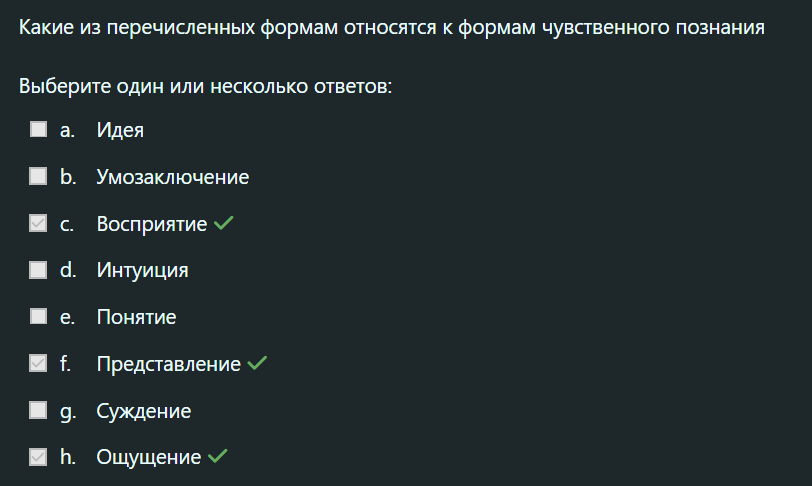 Какие из перечисленных формам относятся к формам чувственного познания
Выберите один или несколько ответов:
a. Идея
b. Умозаключение
c. Восприятие
d. Интуиция
e. Понятие
f. Представление
g. Суждение
h. Ощущение